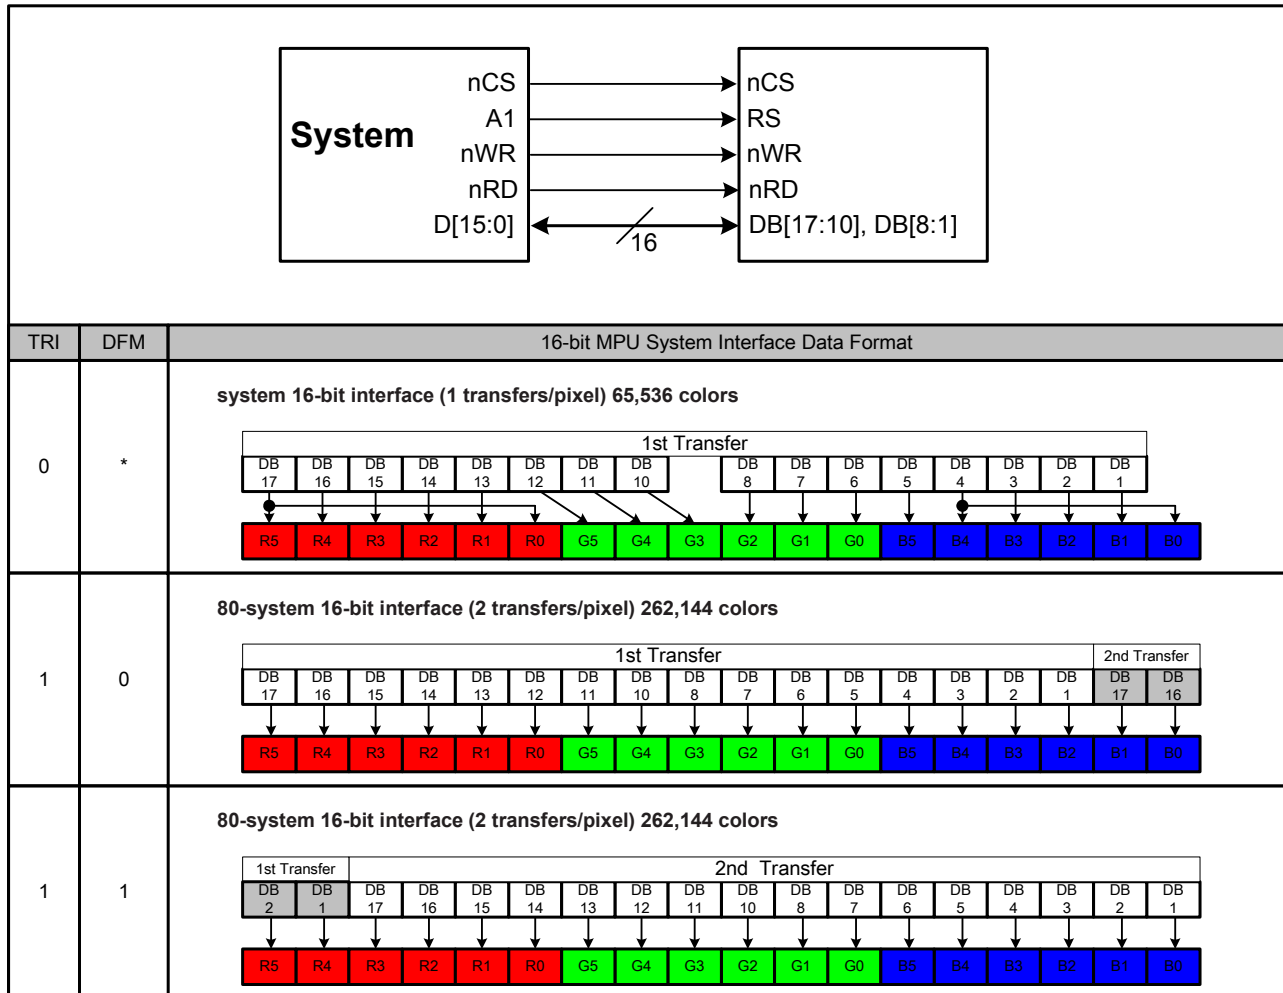 System
nCS
A1
nWR
nRD
D[15:0]
16
nCS
RS
nWR
nRD
DB[17:10], DB[8:1]
TRI DFM 16-bit MPU System Interface Data Format
system 16-bit interface (1 transfers/pixel) 65,536 colors
0 *
1st Transfer
DB DB DB DB DB DB DB DB DB DB DB DB DB DB DB DB
17 16 15 14 13 12 11 10 8 7 6 5 4 3 2 1
R5 R4 R3 R2 R1 R0 G5 G4 G3 G2 G1 G0 B5 B4 B3 B2 B1 B0
80-system 16-bit interface (2 transfers/pixel) 262,144 colors
1 0
1st Transfer 2nd Transfer
DB DB DB DB DB DB DB DB DB DB DB DB DB DB DB DB DB DB
17 16 15 14 13 12 11 10 8 7 6 5 4 3 2 1 17 16
R5 R4 R3 R2 R1 R0 G5 G4 G3 G2 G1 G0 B5 B4 B3 B2 B1 B0
80-system 16-bit interface (2 transfers/pixel) 262,144 colors
1 1
1st Transfer 2nd Transfer
DB DB DB DB DB DB DB DB DB DB DB DB DB DB DB DB DB DB
2 1 17 16 15 14 13 12 11 10 8 7 6 5 4 3 2 1
R5 R4 R3 R2 R1 R0 G5 G4 G3 G2 G1 G0 B5 B4 B3 B2 B1 B0